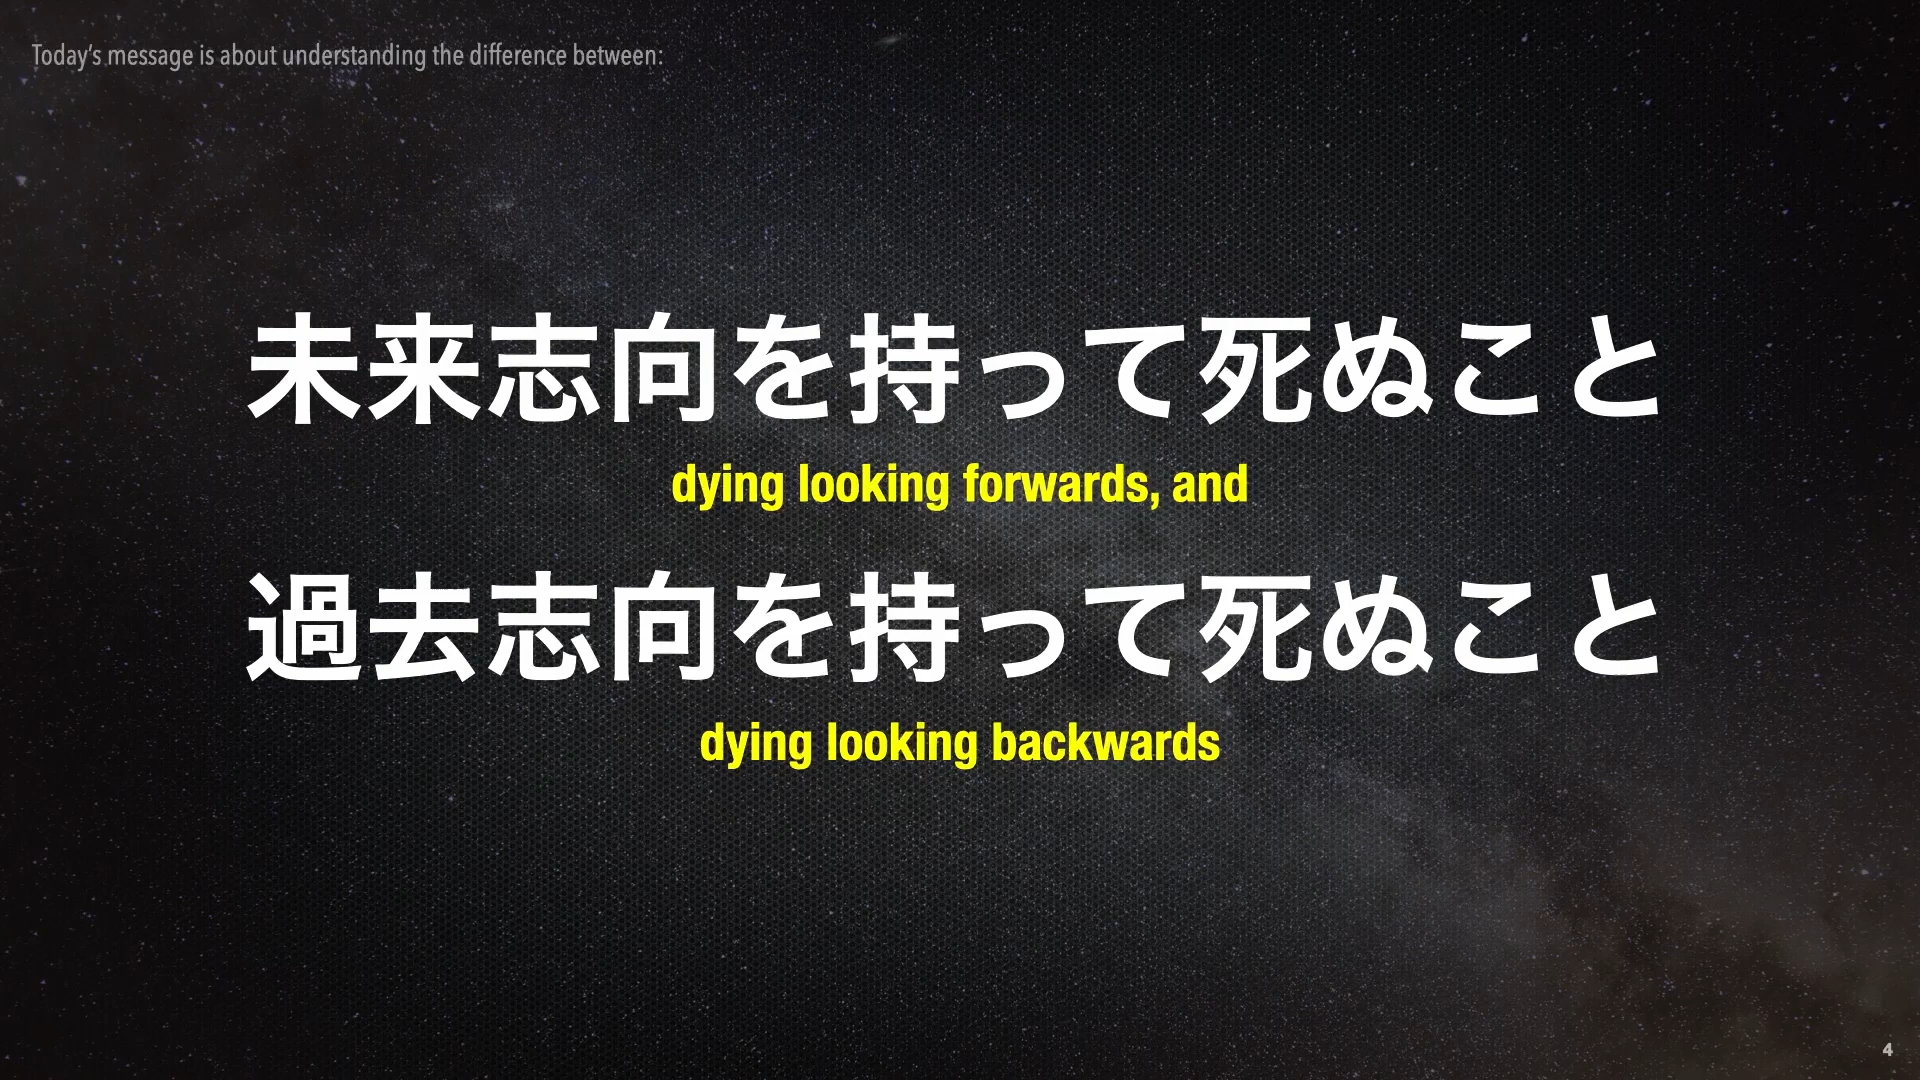 Today's message is about understanding the difference between:
未来志向を持って死ぬこと
dying looking forwards, and
過去志向を持って死ぬこと
dying looking backwards
4